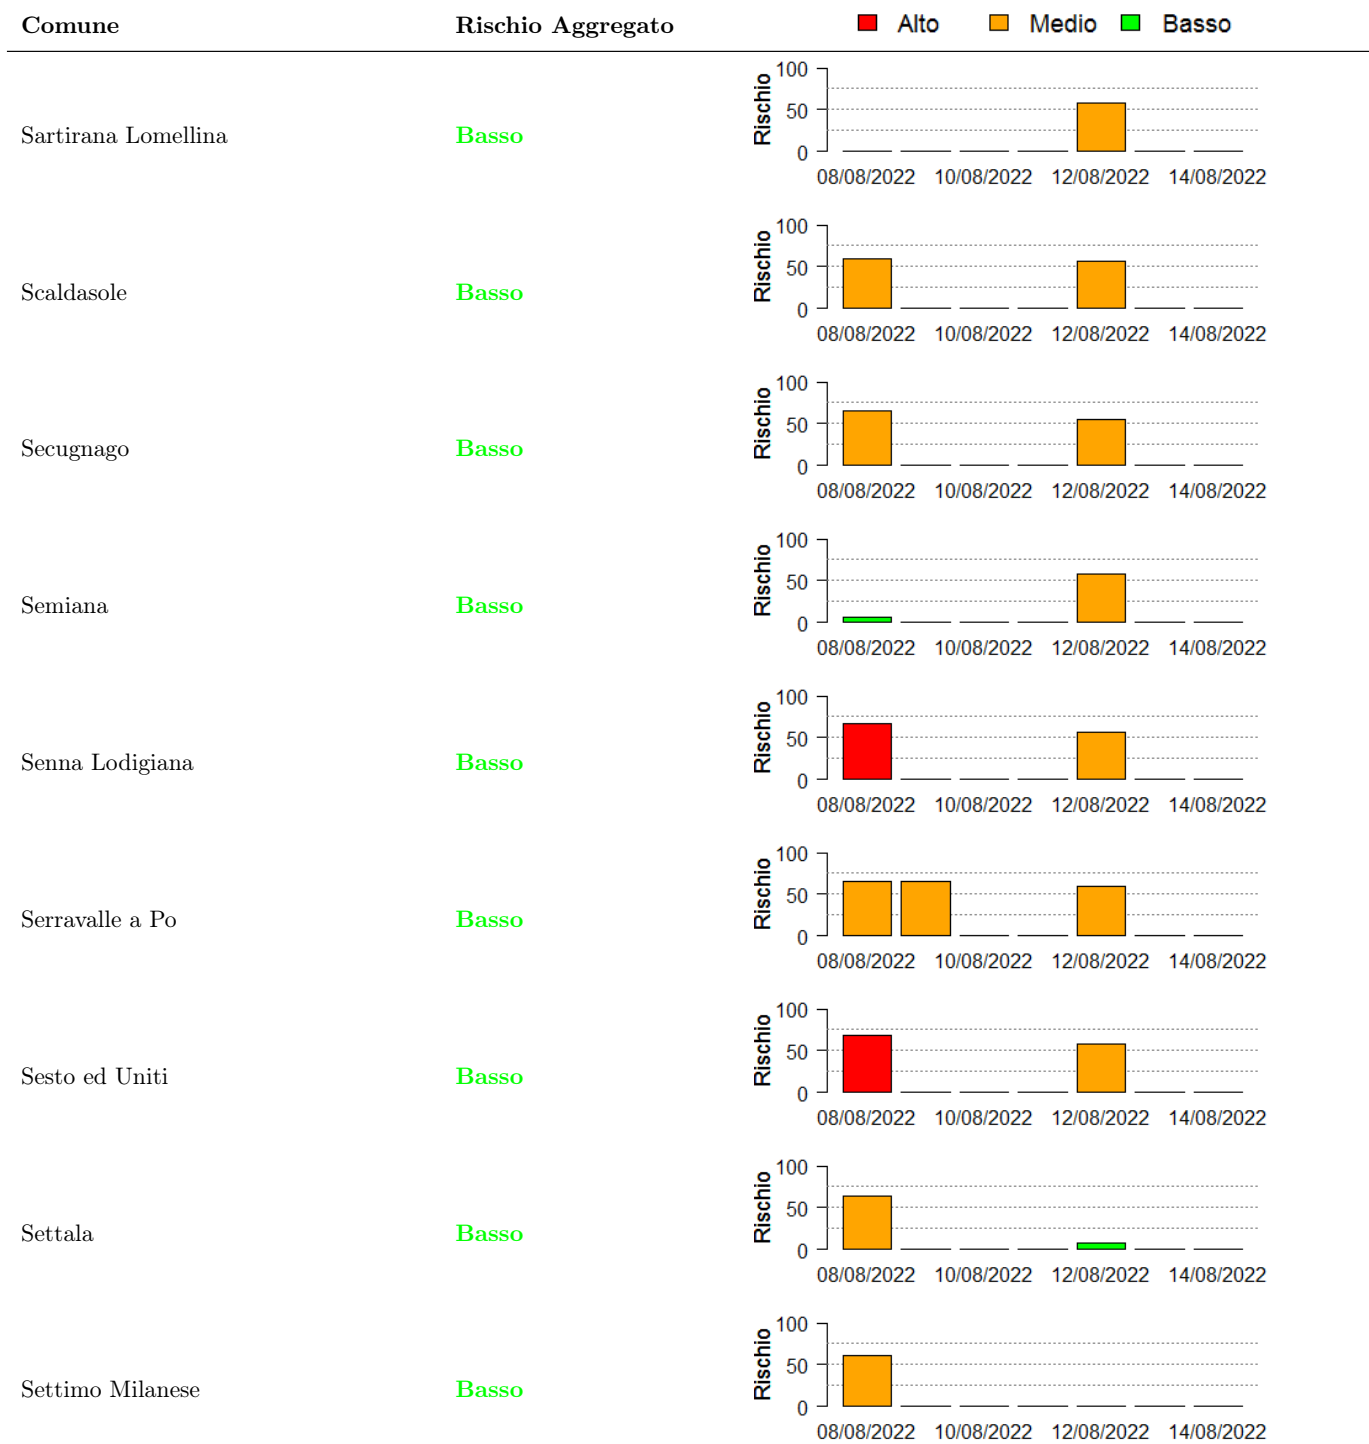 Comune Rischio Aggregato Alto Medio Basso
100
50
0
Rischio
Sartirana Lomellina Basso
08/08/2022 10/08/2022 12/08/2022 14/08/2022
100
50
0
Rischio
Scaldasole Basso
08/08/2022 10/08/2022 12/08/2022 14/08/2022
100
50
0
Rischio
Secugnago Basso
08/08/2022 10/08/2022 12/08/2022 14/08/2022
100
50
0
Rischio
Semiana Basso
08/08/2022 10/08/2022 12/08/2022 14/08/2022
100
50
0
Rischio
Senna Lodigiana Basso
08/08/2022 10/08/2022 12/08/2022 14/08/2022
100
50
0
Rischio
Serravalle a Po Basso
08/08/2022 10/08/2022 12/08/2022 14/08/2022
100
50
0
Rischio
Sesto ed Uniti Basso
08/08/2022 10/08/2022 12/08/2022 14/08/2022
100
50
0
Rischio
Settala Basso
08/08/2022 10/08/2022 12/08/2022 14/08/2022
100
50
0
Rischio
Settimo Milanese Basso
08/08/2022 10/08/2022 12/08/2022 14/08/2022